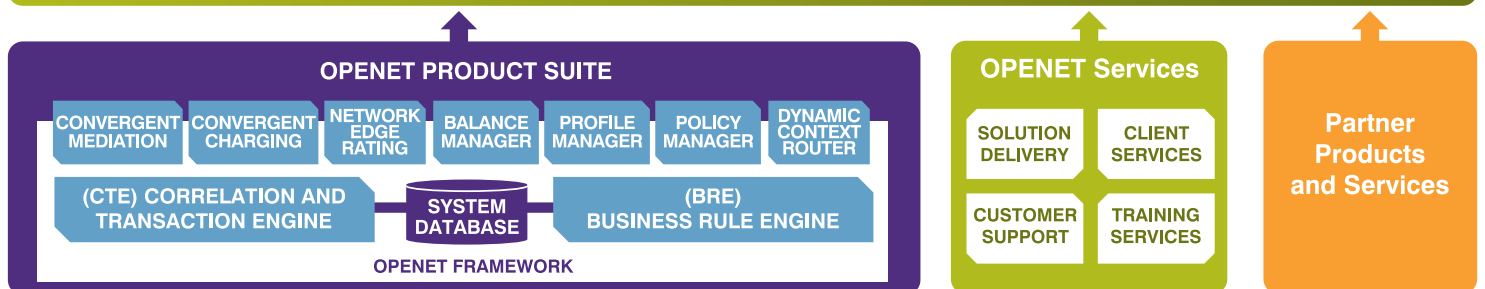 OPENET PRODUCT SUITE
CONVERGENT
MEDIATION
CONVERGENT
CHARGING
NETWORK
EDGE
RATING
BALANCE
MANAGER
PROFILE
MANAGER
POLICY
MANAGER
DYNAMIC
CONTEXT
ROUTER
(CTE) CORRELATION AND
TRANSACTION ENGINE
SYSTEM
DATABASE
(BRE)
BUSINESS RULE ENGINE
OPENET FRAMEWORK
OPENET Services
SOLUTION
DELIVERY
CLIENT
SERVICES
CUSTOMER
SUPPORT
TRAINING
SERVICES
Partner
Products
and Services